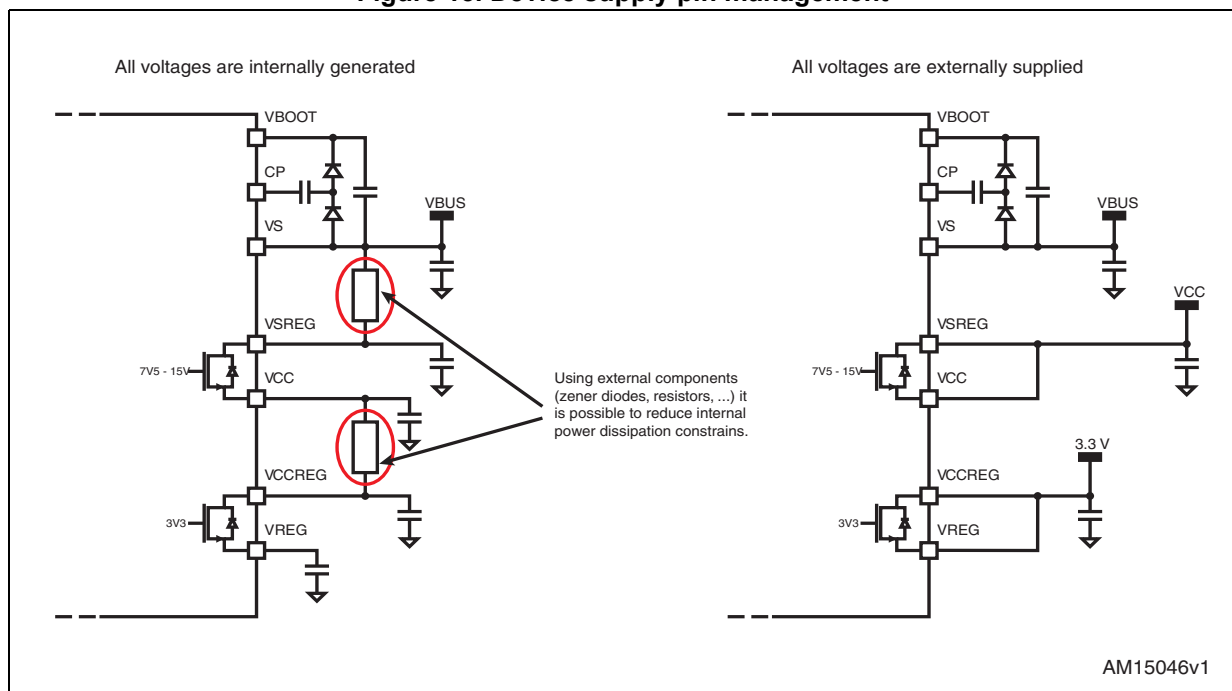 All voltages are internally generated
VBOOT
CP
VBUS
VS
VSREG
7V5 - 15V
VCC
VCCREG
3V3
VREG
Using external components
(zener diodes, resistors, ...) it
is possible to reduce internal
power dissipation constrains.
All voltages are externally supplied
VBOOT
CP
VBUS
VS
VCC
VSREG
7V5 - 15V
VCC
3.3 V
VCCREG
3V3
VREG
AM15046v1